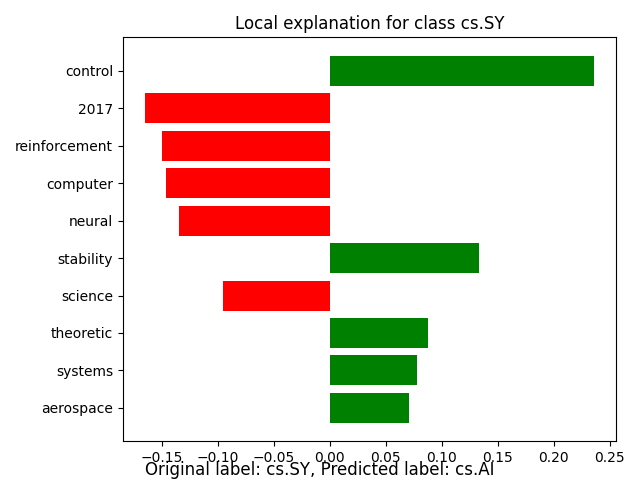 Local explanation for class cs.SY
control
2017
reinforcement
computer
neural
stability
science
theoretic
systems
aerospace
−0.15 −0.10 −0.05 0.00 0.05 0.10 0.15 0.20 0.25
Original label: cs.SY, Predicted label: cs.AI